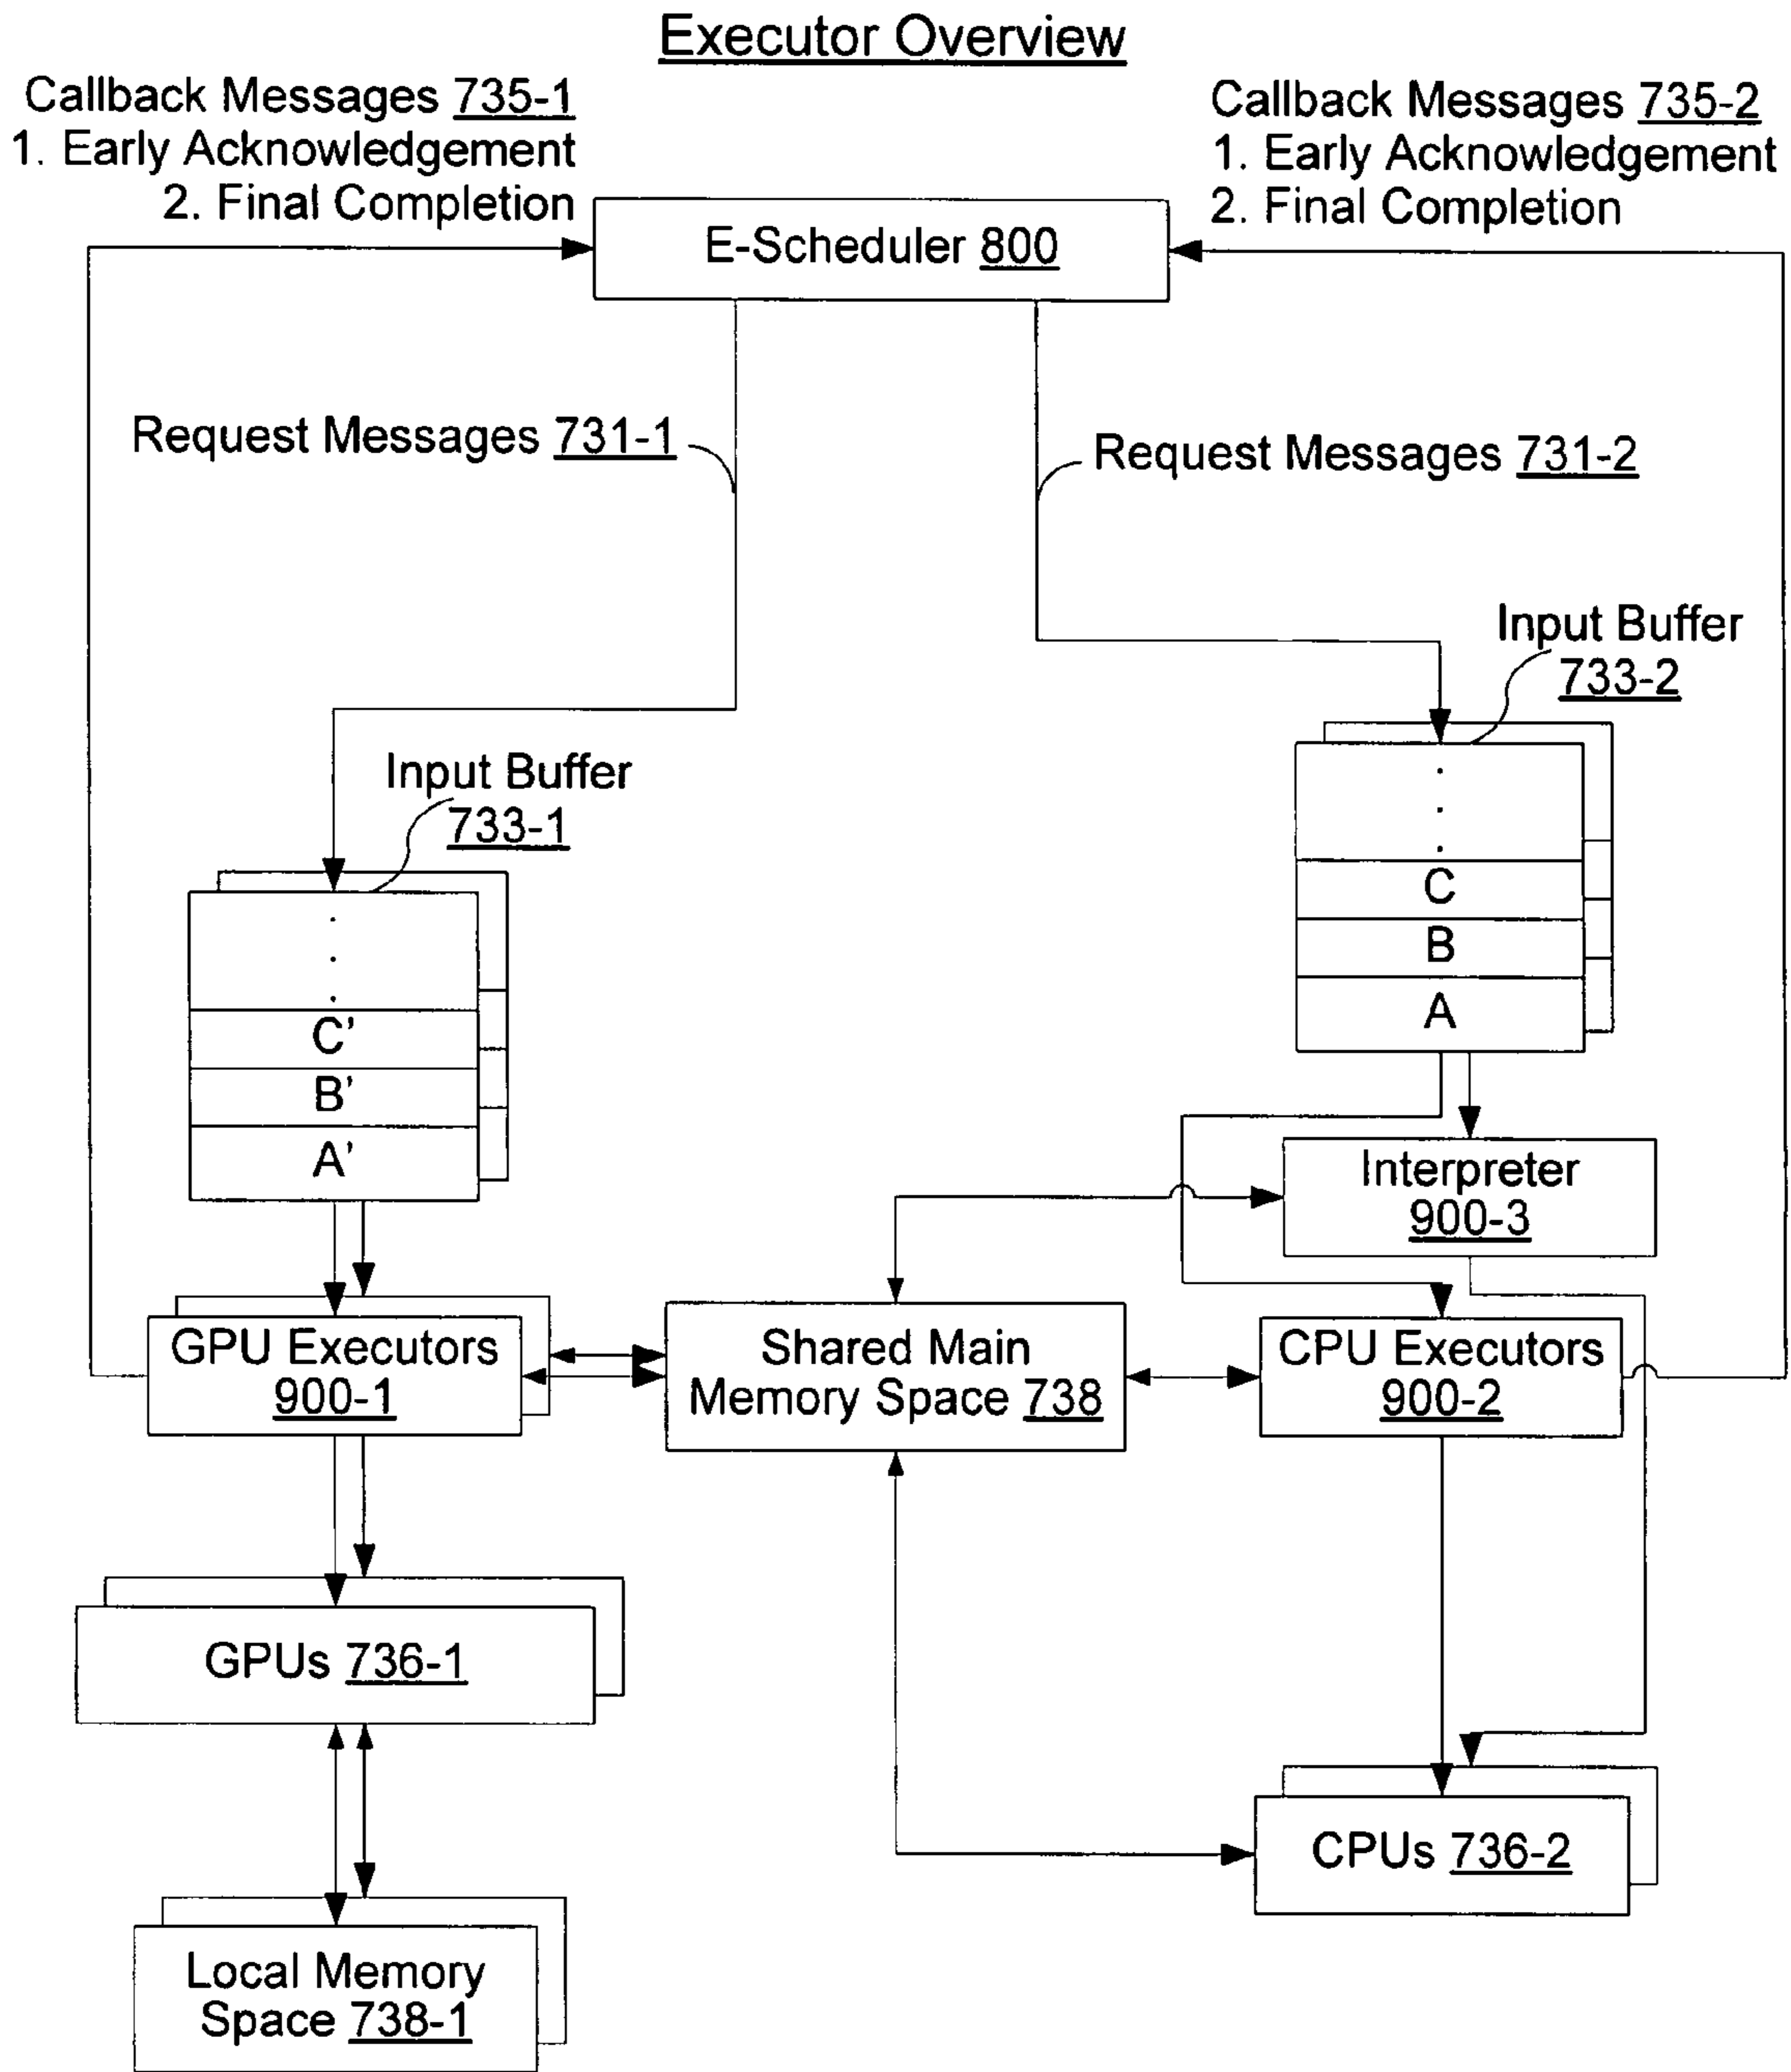 Executor Overview
Callback Messages 735-1
1. Early Acknowledgement
2. Final Completion
Callback Messages 735-2
1. Early Acknowledgement
2. Final Completion
E-Scheduler 800
Request Messages 731-1
Request Messages 731-2
Input Buffer
733-2
Input Buffer
733-1
C
B
A
C'
B'
A'
Interpreter
900-3
GPU Executors
900-1
Shared Main
Memory Space 738
CPU Executors
900-2
GPUs 736-1
CPUs 736-2
Local Memory
Space 738-1